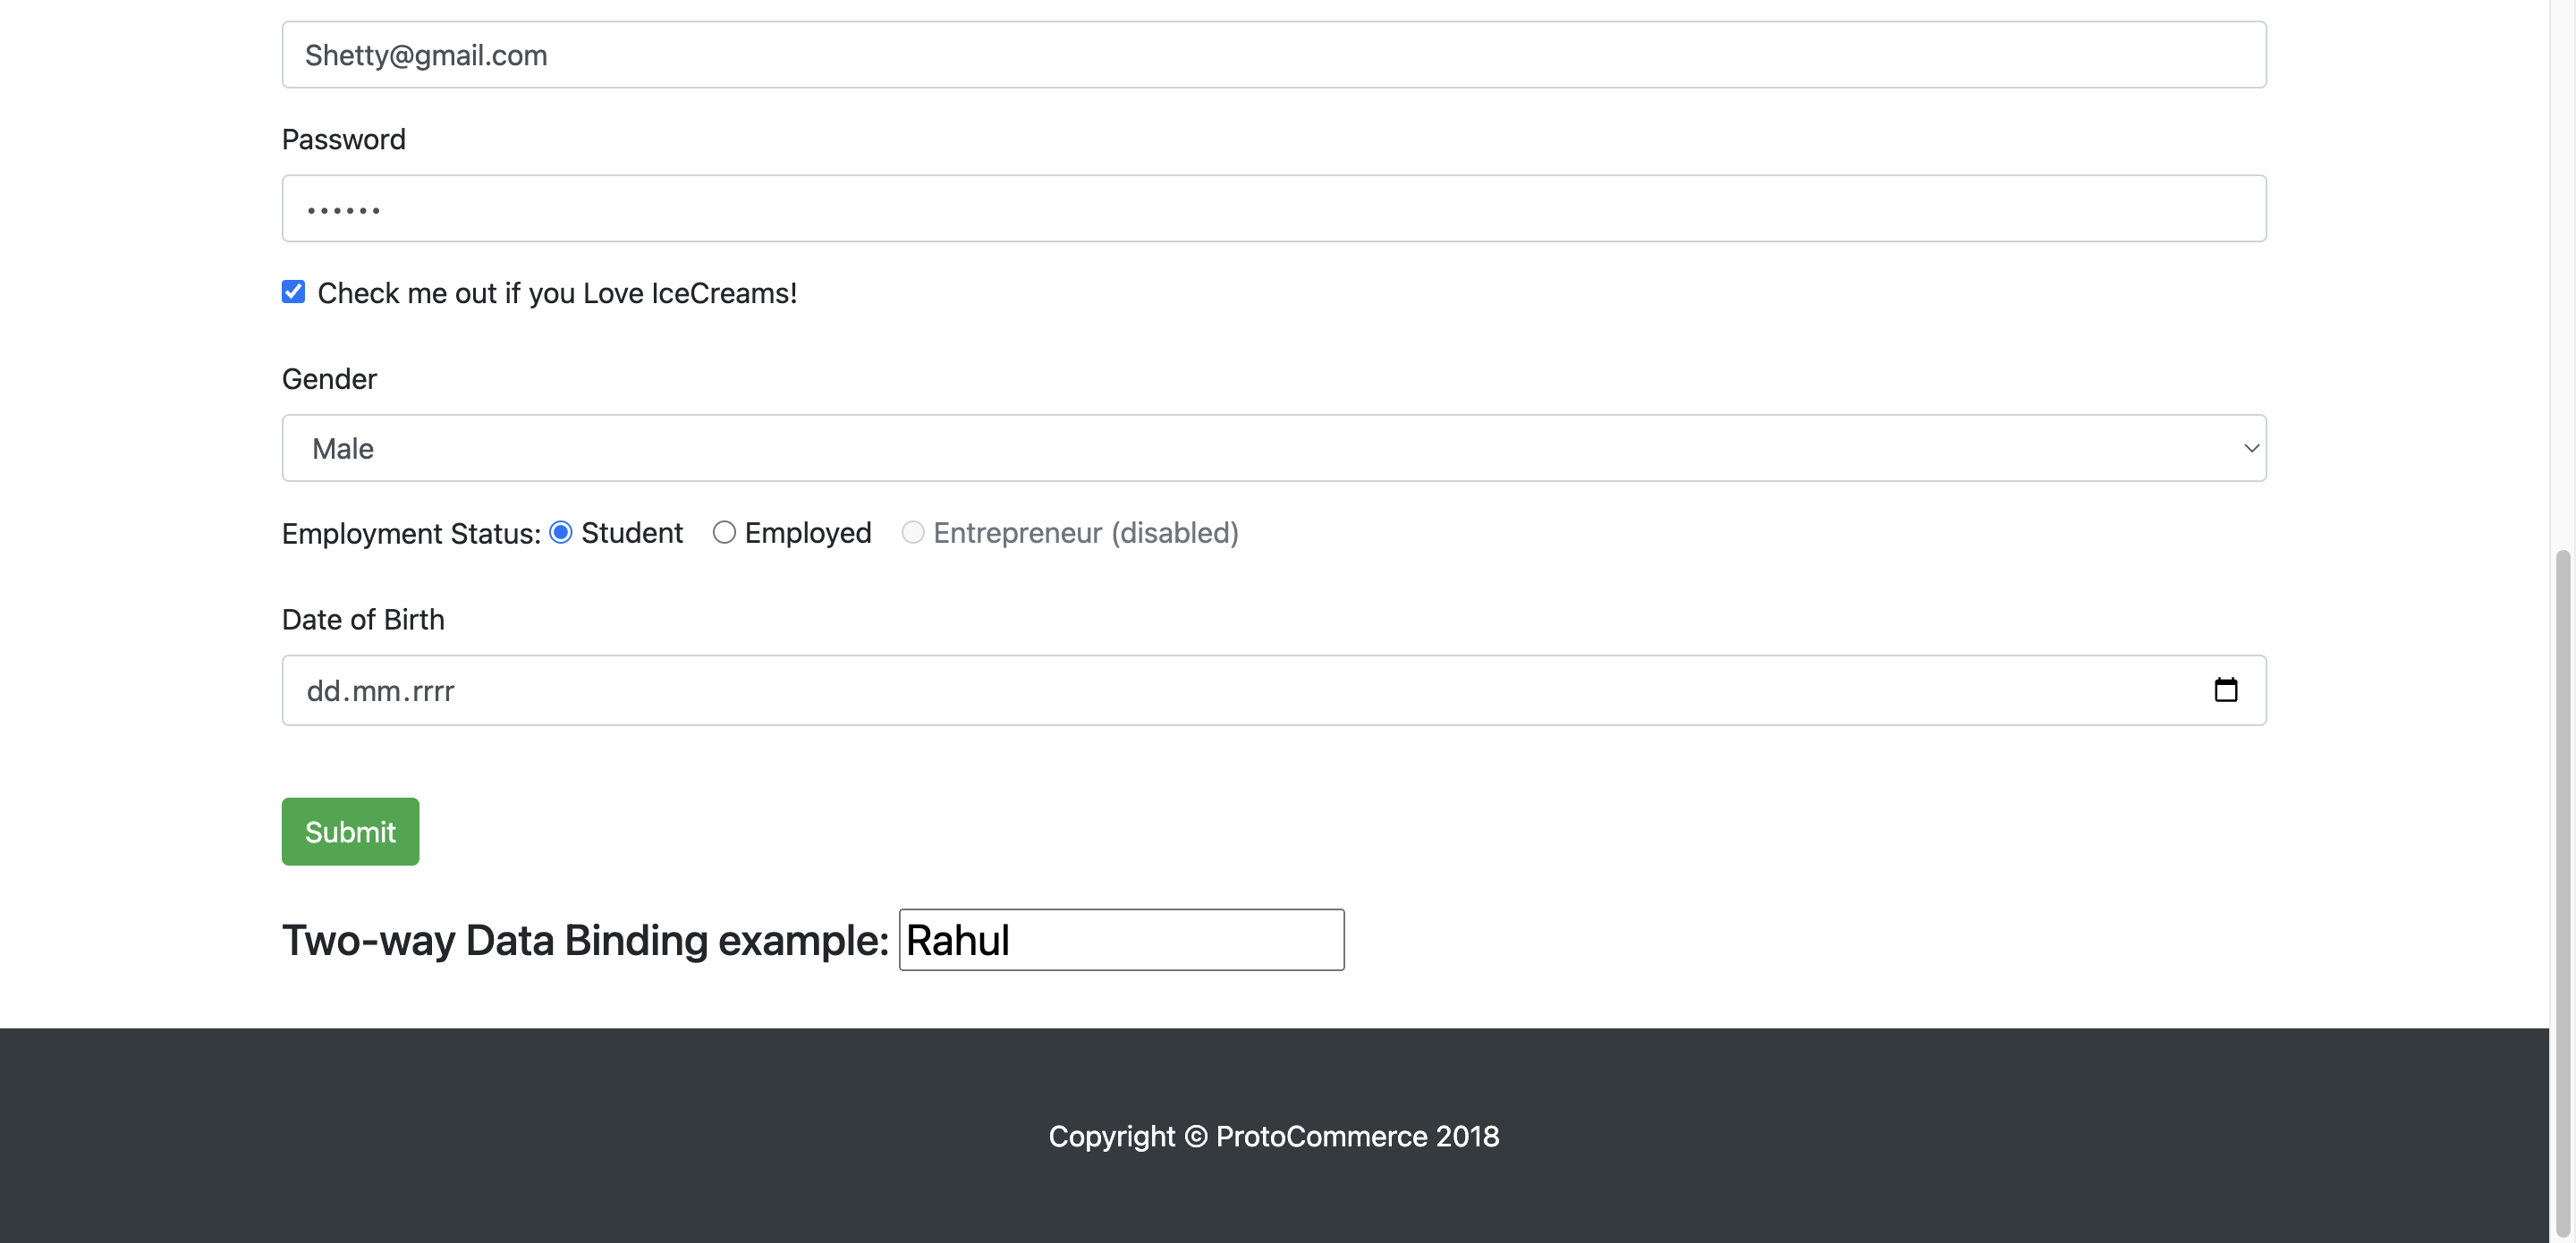 Shetty@gmail.com
Password
••••••
Check me out if you Love IceCreams!
Gender
Male
Employment Status: Student Employed Entrepreneur (disabled)
Date of Birth
dd.mm.rrrr
Submit
Two-way Data Binding example: Rahul
Copyright © ProtoCommerce 2018